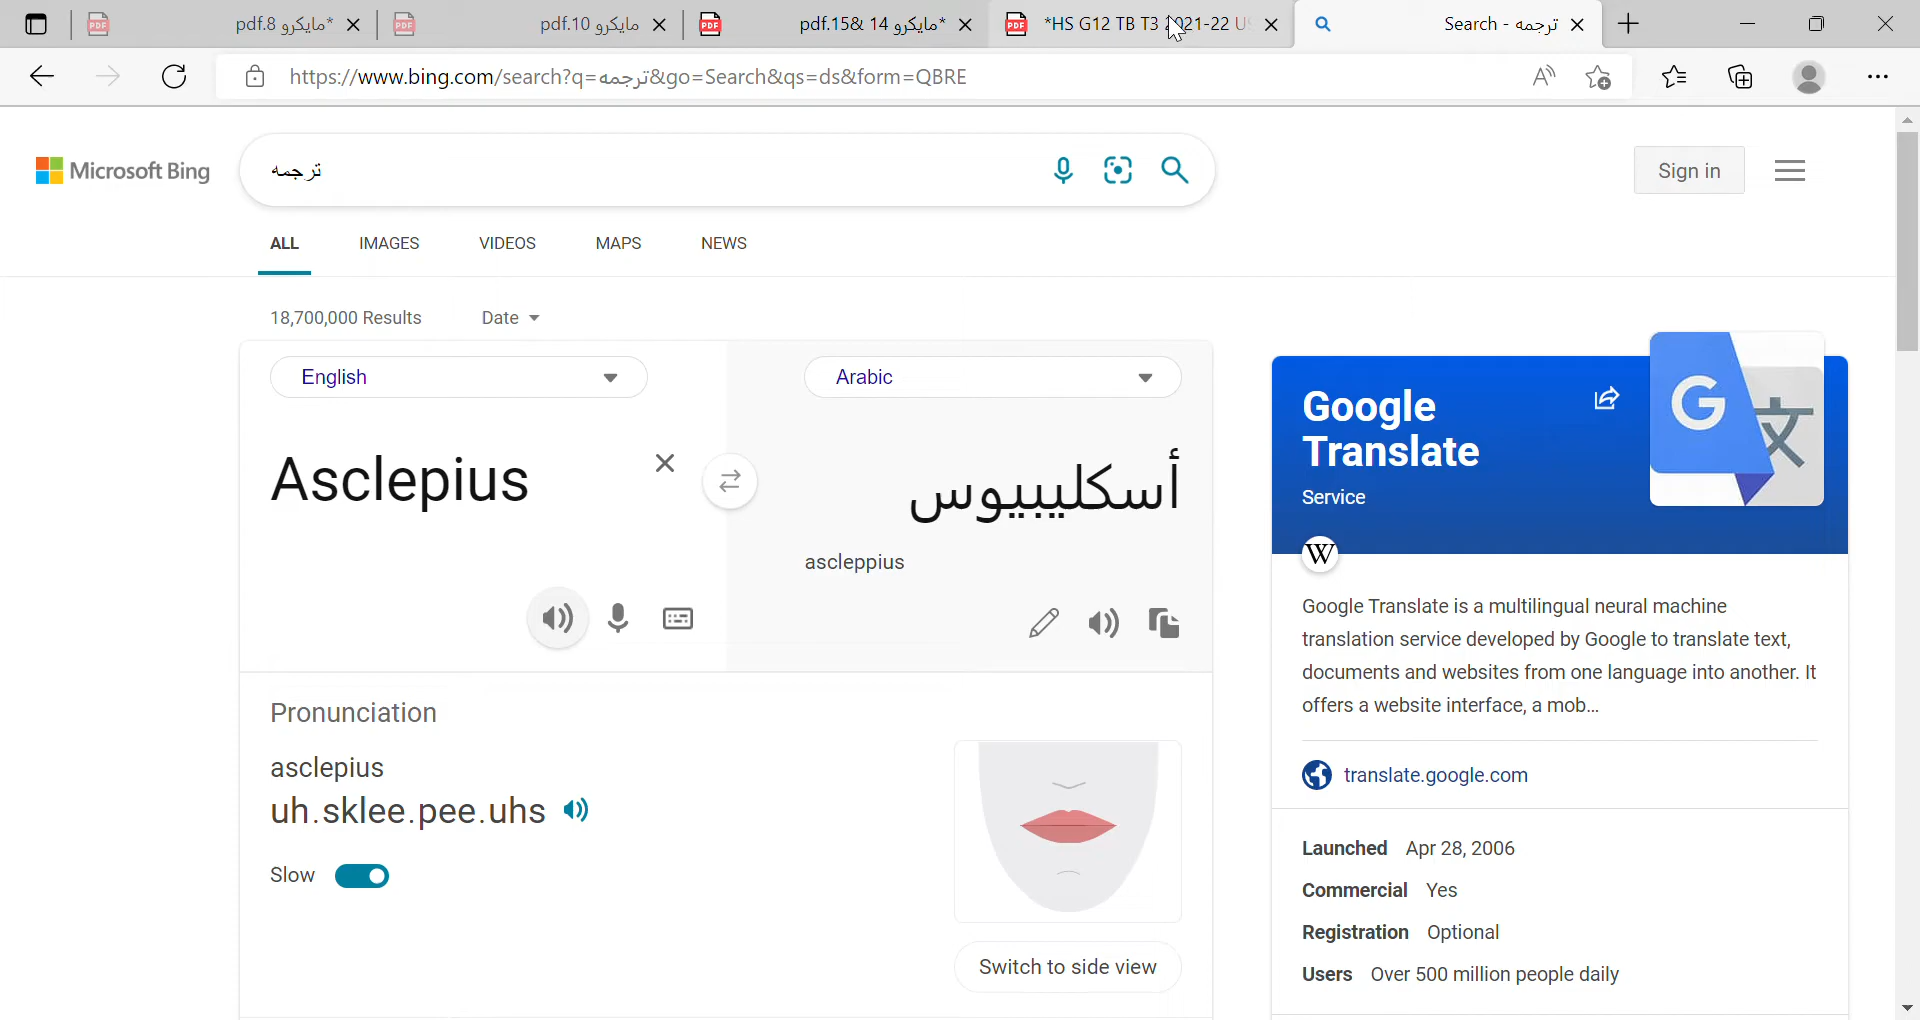 *مايكرو 8.pdf
مايكرو 10.pdf
*مايكرو 14 &15.pdf
*HS G12 TB T3 2021-22 U
ترجمه - Search
https://www.bing.com/search?q=ترجمه&go=Search&qs=ds&form=QBRE
Microsoft Bing
ترجمه
Sign in
ALL IMAGES VIDEOS MAPS NEWS
18,700,000 Results Date
English
Arabic
Asclepius
أسكليبيوس
ascleppius
Pronunciation
asclepius
uh.sklee.pee.uhs
Slow
Switch to side view
Google
Translate
Service
G 文
W
Google Translate is a multilingual neural machine
translation service developed by Google to translate text,
documents and websites from one language into another. It
offers a website interface, a mob...
translate.google.com
Launched Apr 28, 2006
Commercial Yes
Registration Optional
Users Over 500 million people daily